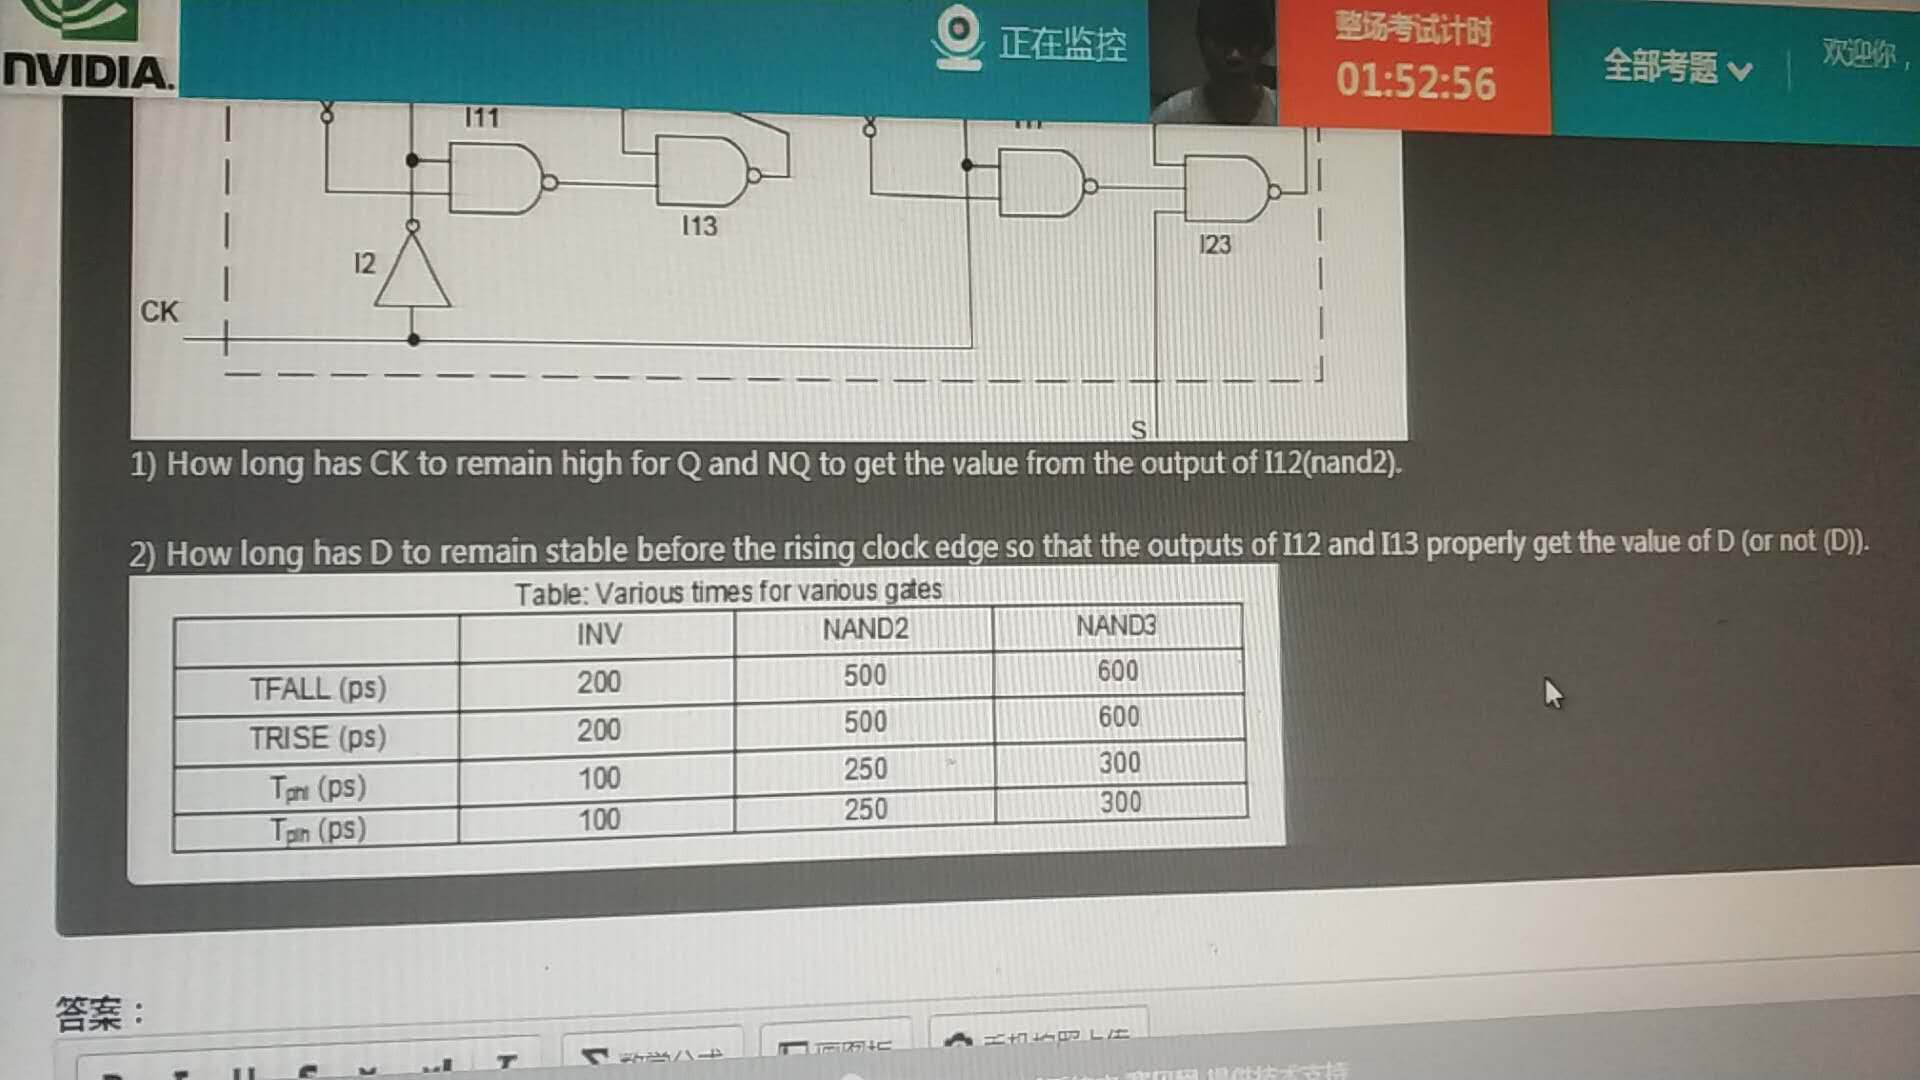 nVIDIA.
正在监控
整场考试计时
01:52:56
全部考题
欢迎你，
I11
I13
I2
CK
I23
S
1) How long has CK to remain high for Q and NQ to get the value from the output of I12(nand2).
2) How long has D to remain stable before the rising clock edge so that the outputs of I12 and I13 properly get the value of D (or not (D)).
Table: Various times for various gates
INV NAND2 NAND3
TFALL (ps) 200 500 600
TRISE (ps) 200 500 600
Tphl (ps) 100 250 300
Tplh (ps) 100 250 300
答案：